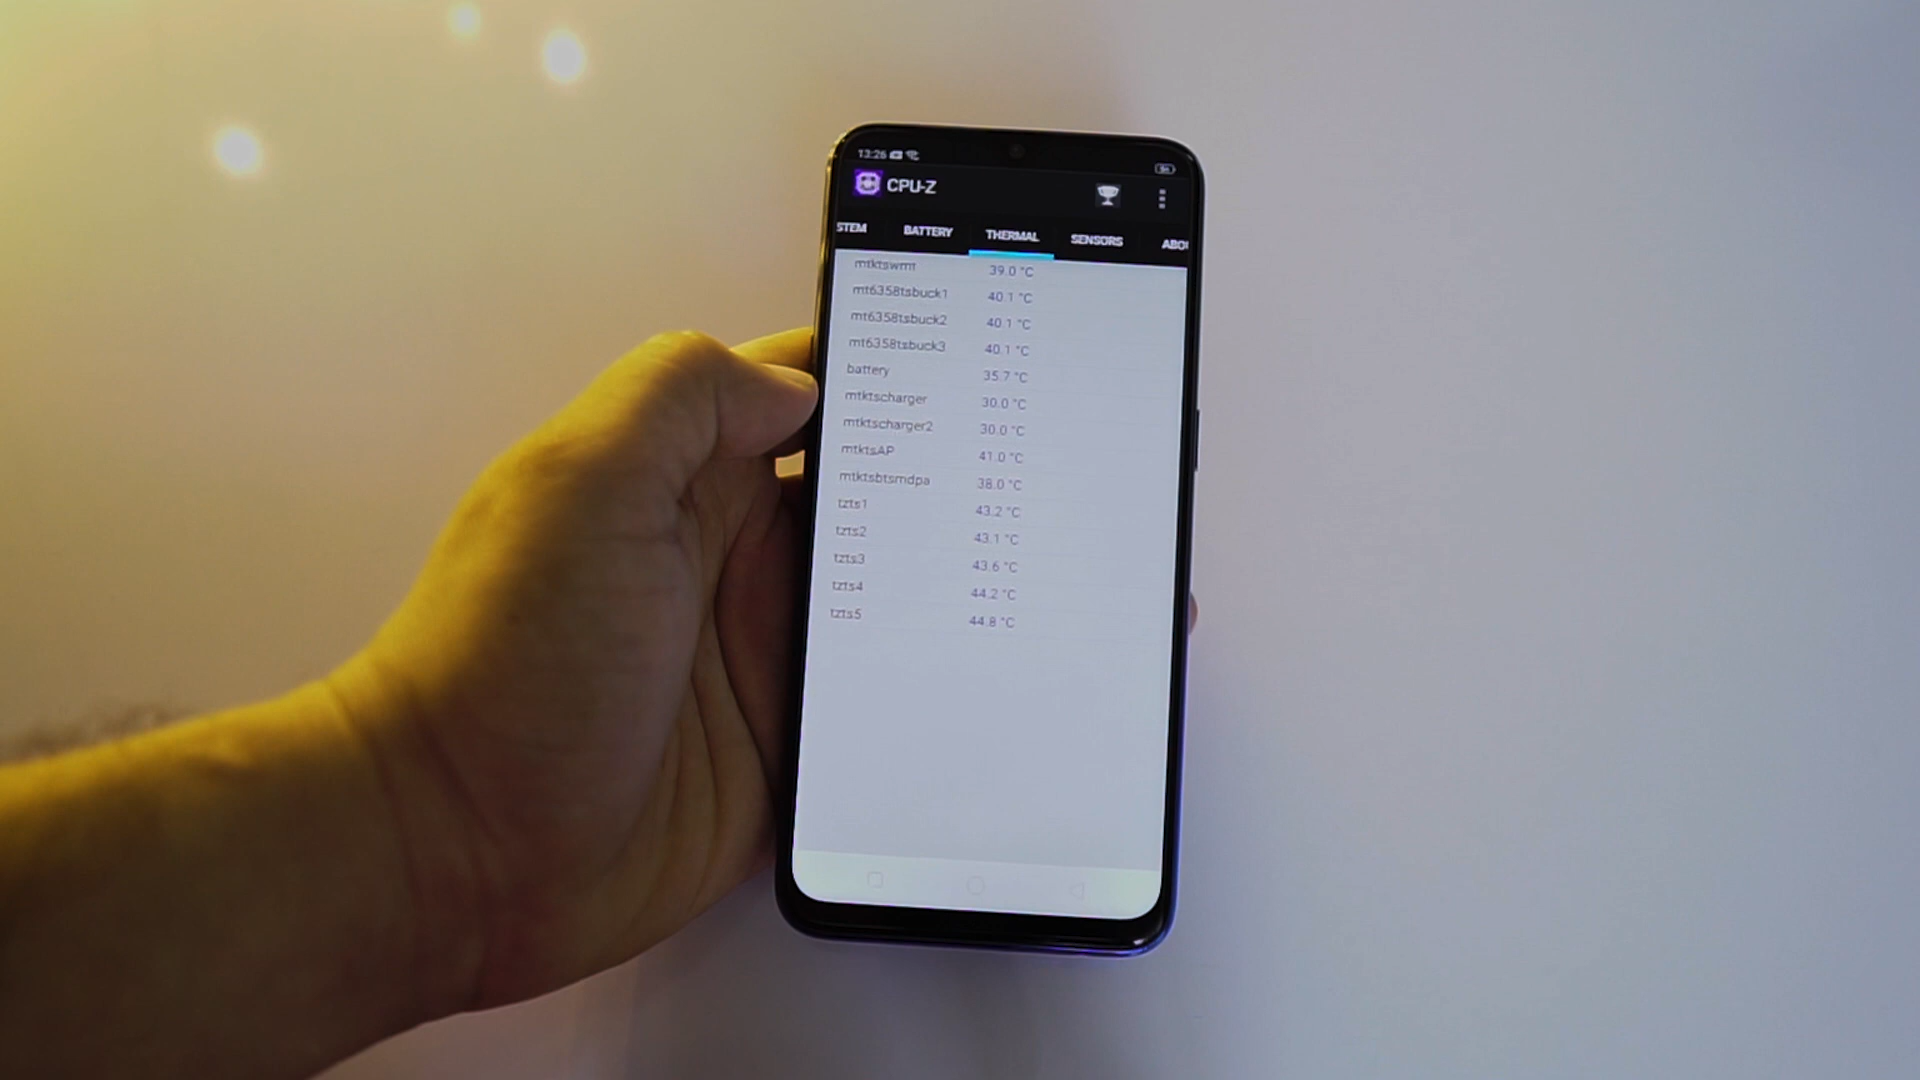 13:26
CPU-Z
STEM BATTERY THERMAL SENSORS ABO
mtktswmt 39.0 °C
mt6358tsbuck1 40.1 °C
mt6358tsbuck2 40.1 °C
mt6358tsbuck3 40.1 °C
battery 35.7 °C
mtktscharger 30.0 °C
mtktscharger2 30.0 °C
mtktsAP 41.0 °C
mtktsbtsmdpa 38.0 °C
tzts1 43.2 °C
tzts2 43.1 °C
tzts3 43.6 °C
tzts4 44.2 °C
tzts5 44.8 °C